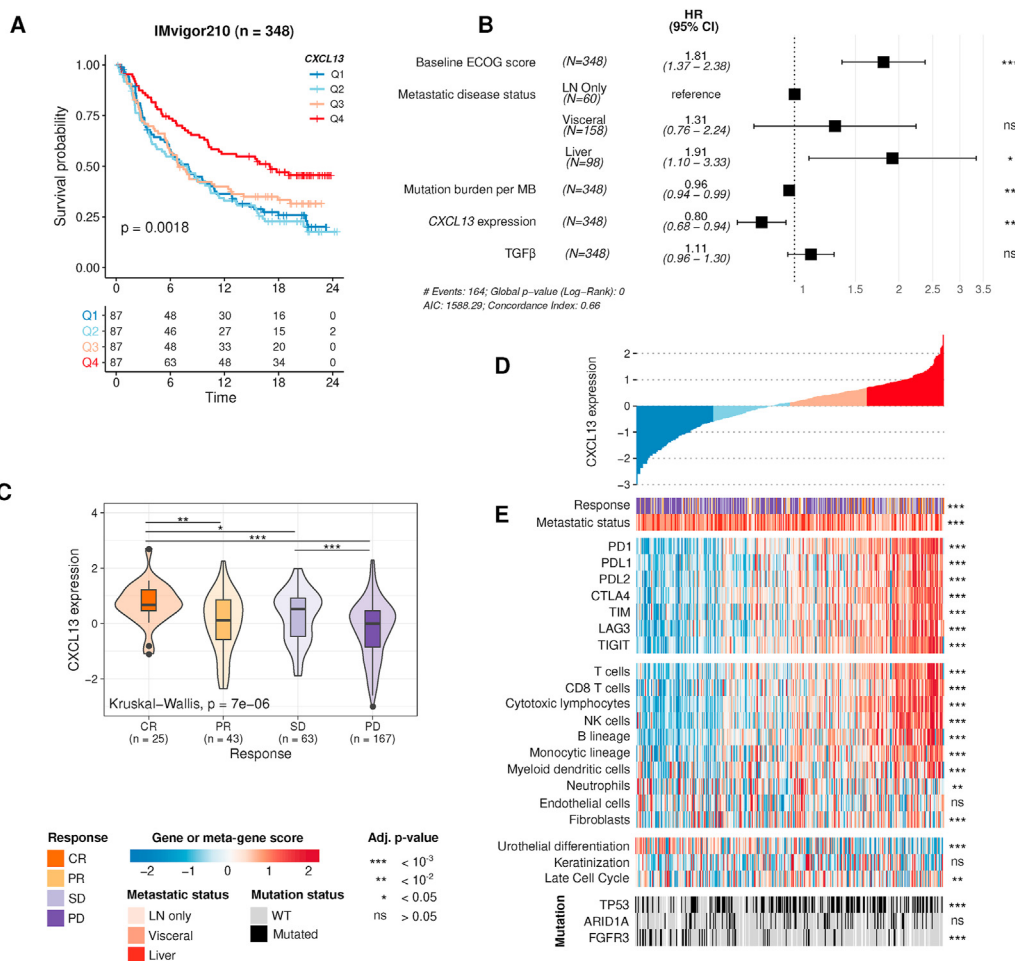 A
IMvigor210 (n = 348)
CXCL13
Q1
Q2
Q3
Q4
Survival probability
1.00
0.75
0.50
0.25
0.00
p = 0.0018
0 6 12 18 24
Q1 87 48 30 16 0
Q2 87 46 27 15 2
Q3 87 48 33 20 0
Q4 87 63 48 34 0
0 6 12 18 24
Time
B
HR
(95% CI)
Baseline ECOG score (N=348) 1.81
(1.37 – 2.38)
Metastatic disease status LN Only
(N=60) reference
Visceral
(N=158) 1.31
(0.76 – 2.24) ns
Liver
(N=98) 1.91
(1.10 – 3.33) *
Mutation burden per MB (N=348) 0.96
(0.94 – 0.99)
CXCL13 expression (N=348) 0.80
(0.68 – 0.94)
TGFβ (N=348) 1.11
(0.96 – 1.30) ns
# Events: 164; Global p−value (Log−Rank): 0
AIC: 1588.29; Concordance Index: 0.66
1 1.5 2 2.5 3 3.5
C
CXCL13 expression
4
2
0
−2
Kruskal−Wallis, p = 7e−06
**
*
***
***
CR PR SD PD
(n = 25) (n = 43) (n = 63) (n = 167)
Response
D
CXCL13 expression
2
1
0
−1
−2
−3
E
Response ***
Metastatic status ***
PD1 ***
PDL1 ***
PDL2 ***
CTLA4 ***
TIM ***
LAG3 ***
TIGIT ***
T cells ***
CD8 T cells ***
Cytotoxic lymphocytes ***
NK cells ***
B lineage ***
Monocytic lineage ***
Myeloid dendritic cells ***
Neutrophils **
Endothelial cells ns
Fibroblasts ***
Urothelial differentiation ***
Keratinization ns
Late Cell Cycle **
Mutation
TP53 ***
ARID1A ns
FGFR3 ***
Response
CR
PR
SD
PD
Gene or meta-gene score
−2 −1 0 1 2
Metastatic status
LN only
Visceral
Liver
Mutation status
WT
Mutated
Adj. p-value
*** < 10-3
** < 10-2
* < 0.05
ns > 0.05